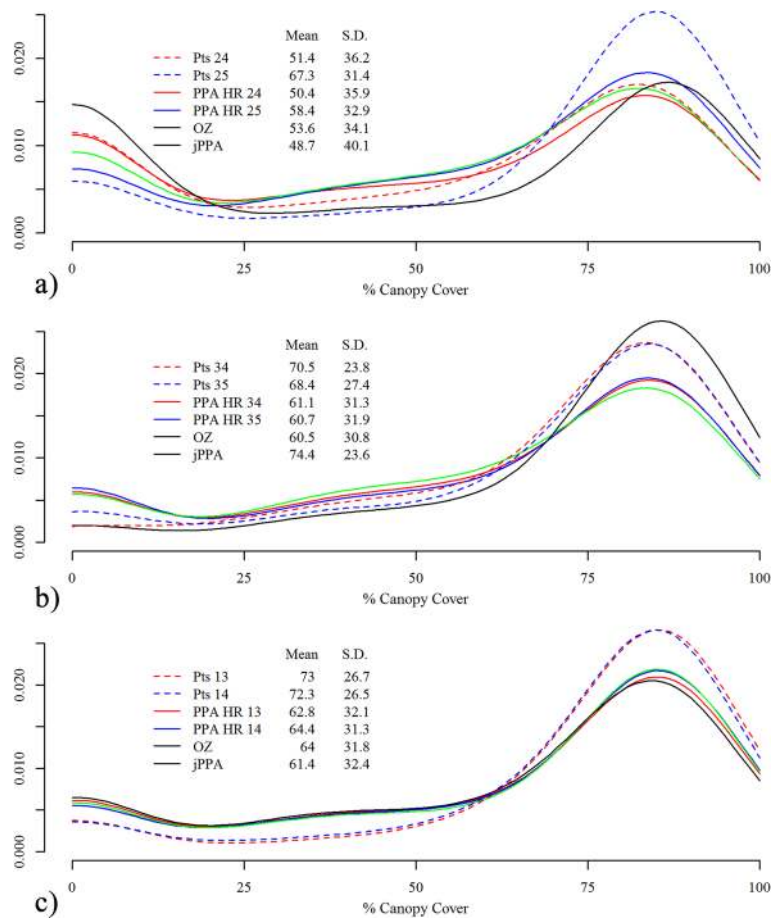 Mean S.D.
0.020
Pts 24 51.4 36.2
Pts 25 67.3 31.4
PPA HR 24 50.4 35.9
PPA HR 25 58.4 32.9
0.010
OZ 53.6 34.1
jPPA 48.7 40.1
0.000
0 25 50 75 100
a)
% Canopy Cover
Mean S.D.
0.020
Pts 34 70.5 23.8
Pts 35 68.4 27.4
PPA HR 34 61.1 31.3
PPA HR 35 60.7 31.9
0.010
OZ 60.5 30.8
jPPA 74.4 23.6
0.000
0 25 50 75 100
b)
% Canopy Cover
Mean S.D.
0.020
Pts 13 73 26.7
Pts 14 72.3 26.5
PPA HR 13 62.8 32.1
PPA HR 14 64.4 31.3
0.010
OZ 64 31.8
jPPA 61.4 32.4
0.000
0 25 50 75 100
c)
% Canopy Cover